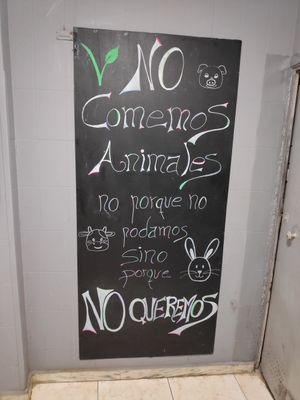 NO
Comemos
Animales
no porque no
podamos
sino
porque
NO QUEREMOS